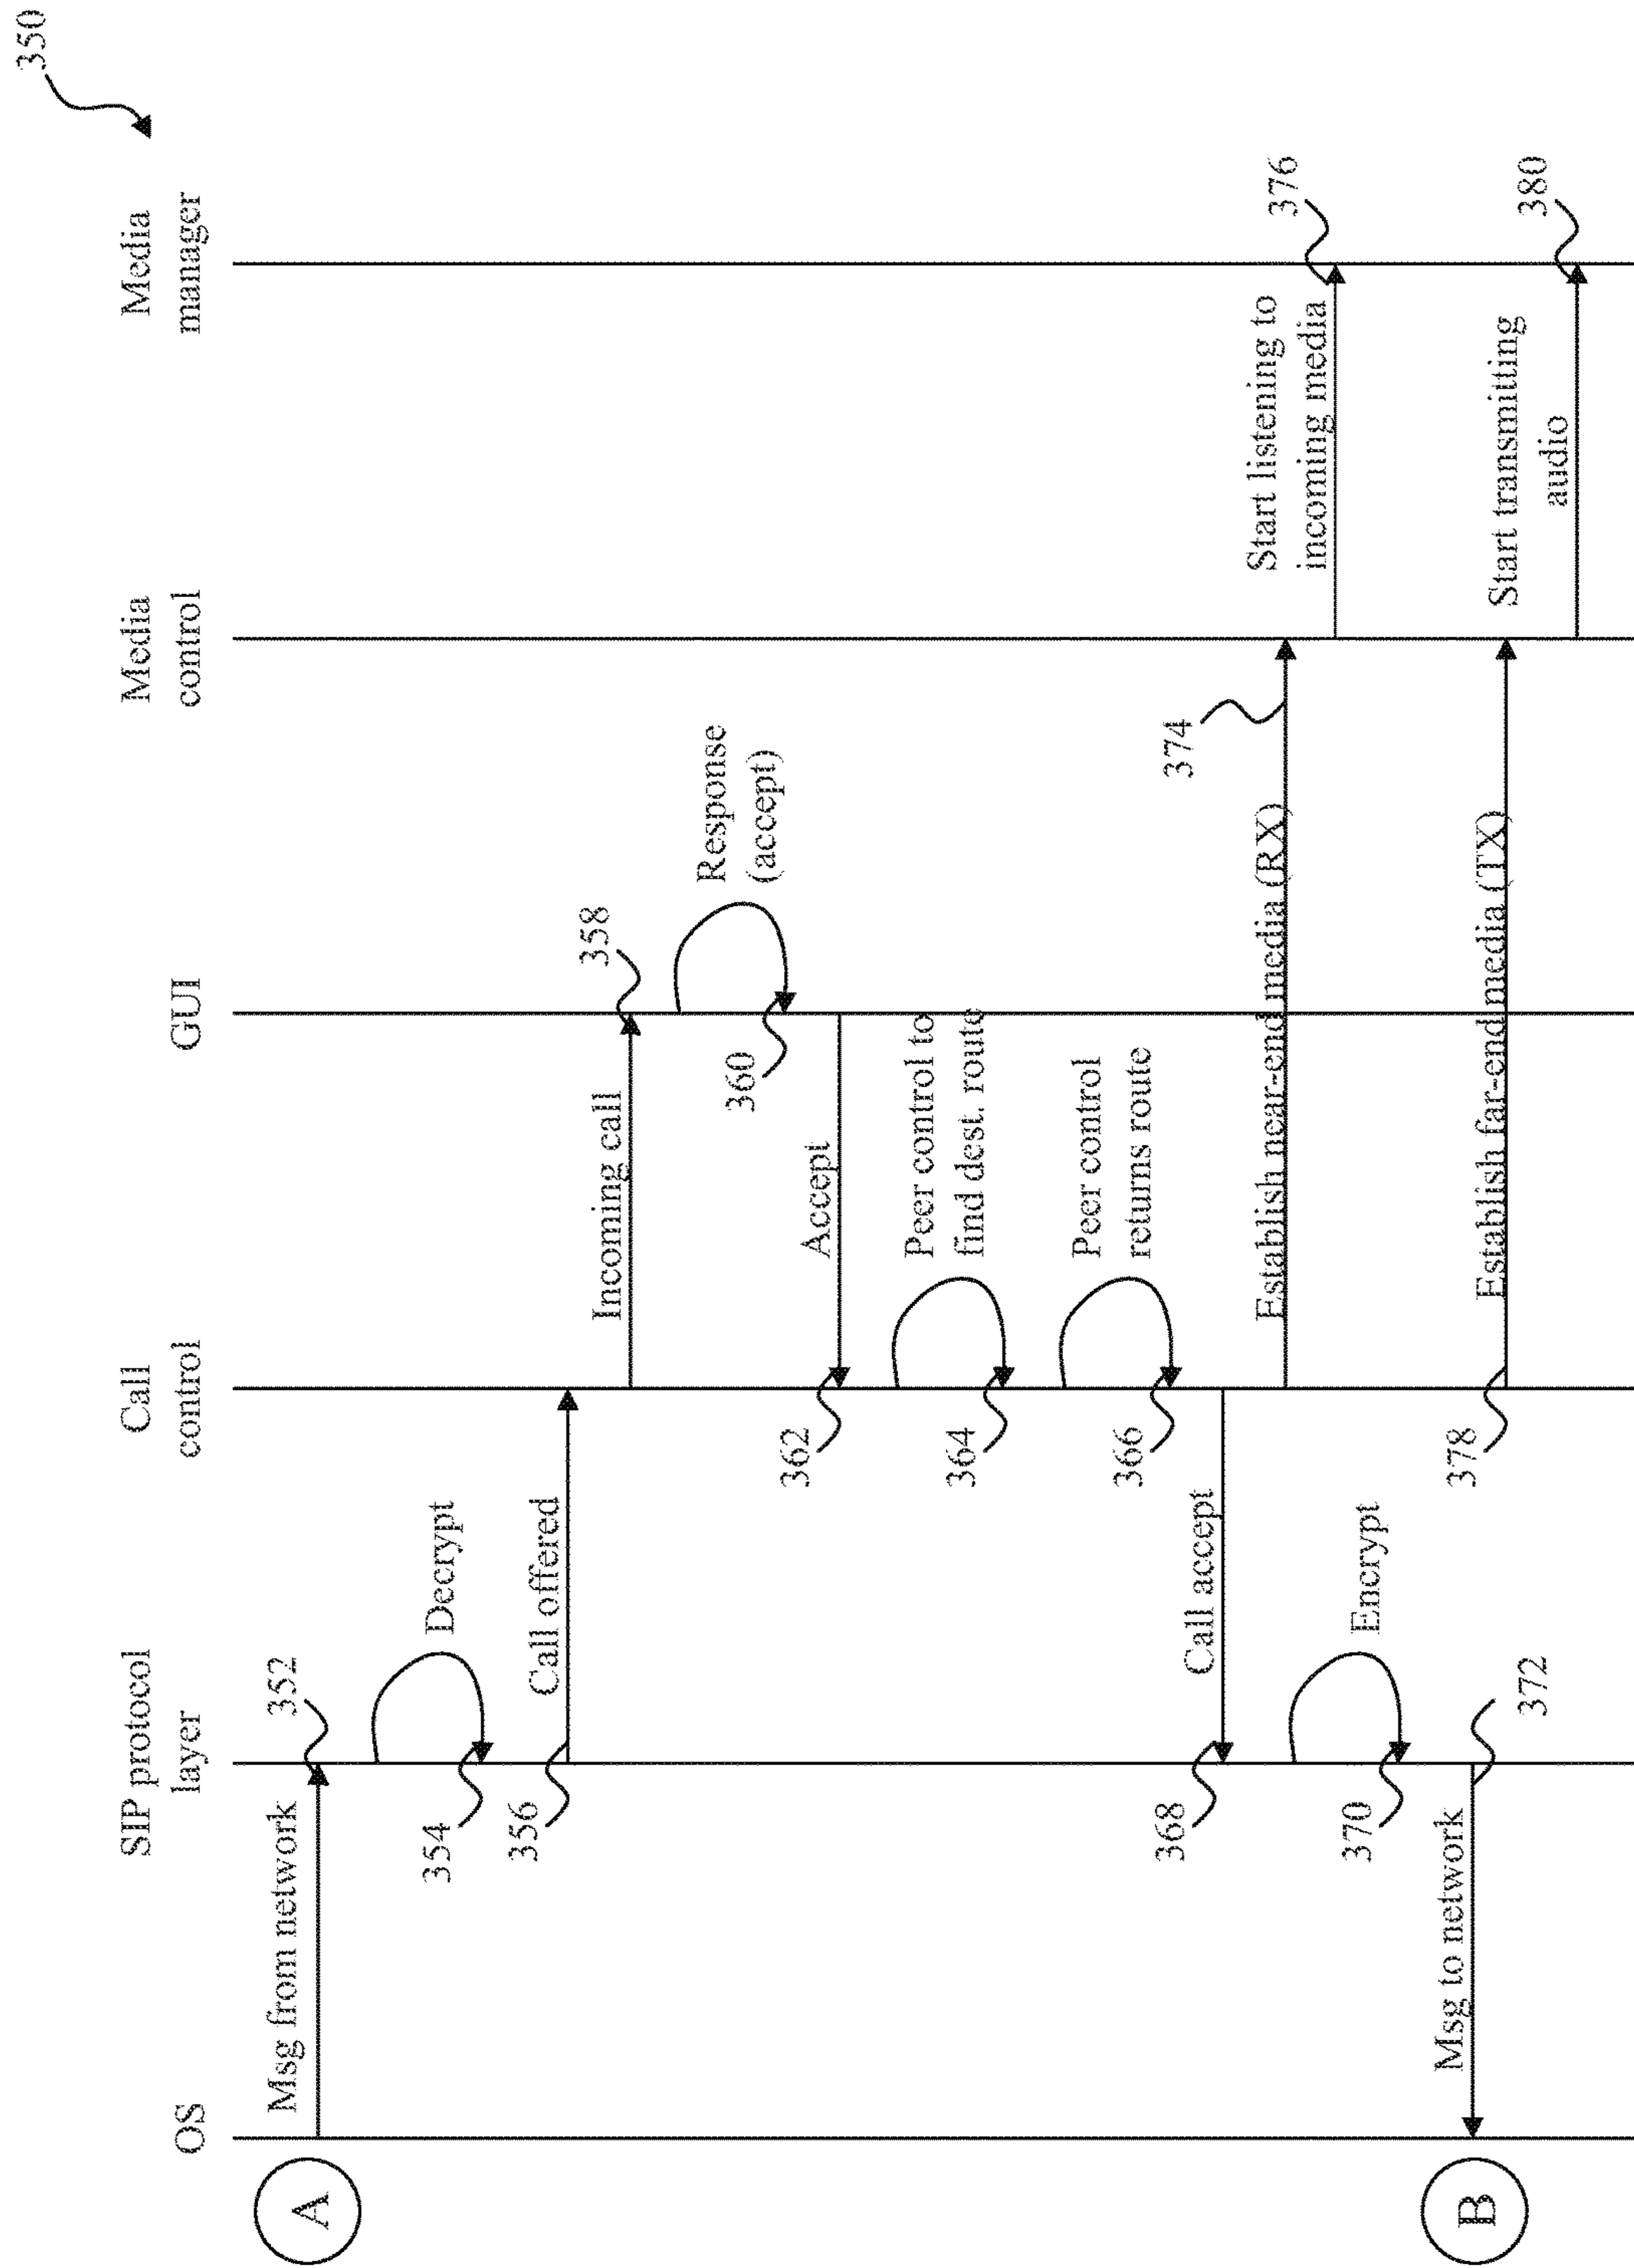 350
OS
SIP protocol
layer
Call
control
GUI
Media
control
Media
manager
A
Msg from network
352
Decrypt
354
Call offered
356
Incoming call
358
Response
(accept)
360
Accept
362
Peer control to
find dest. route
364
Peer control
returns route
366
Call accept
368
Establish near-end media (RX)
374
Start listening to
incoming media
376
Encrypt
370
B
Msg to network
372
Establish far-end media (TX)
378
Start transmitting
audio
380